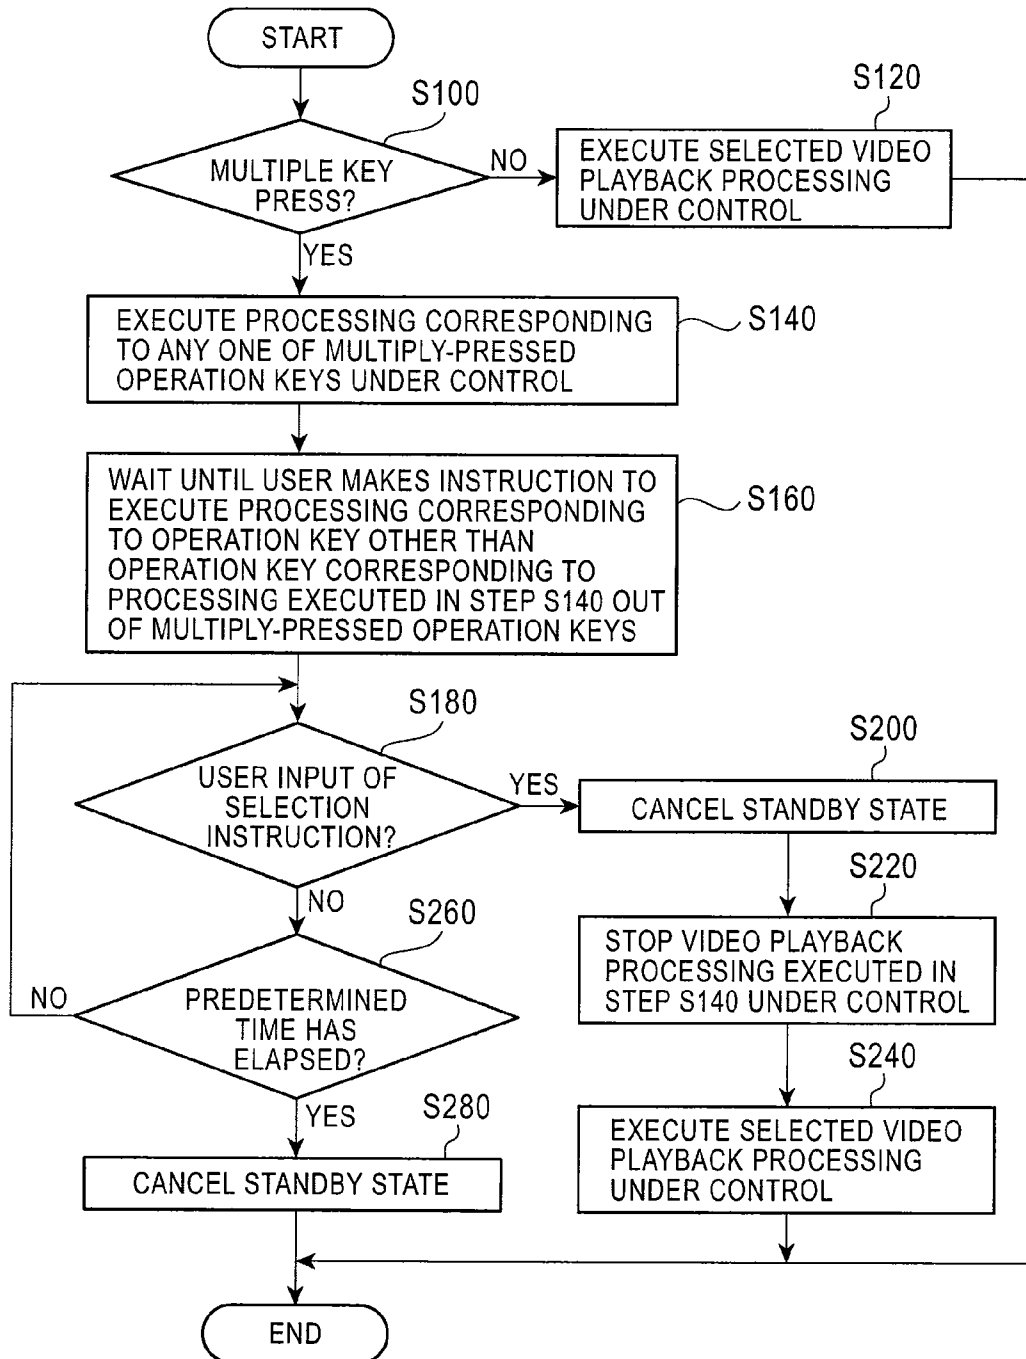 START
S100
MULTIPLE KEY
PRESS?
NO
S120
EXECUTE SELECTED VIDEO
PLAYBACK PROCESSING
UNDER CONTROL
YES
EXECUTE PROCESSING CORRESPONDING
TO ANY ONE OF MULTIPLY-PRESSED
OPERATION KEYS UNDER CONTROL
S140
WAIT UNTIL USER MAKES INSTRUCTION TO
EXECUTE PROCESSING CORRESPONDING
TO OPERATION KEY OTHER THAN
OPERATION KEY CORRESPONDING TO
PROCESSING EXECUTED IN STEP S140 OUT
OF MULTIPLY-PRESSED OPERATION KEYS
S160
S180
USER INPUT OF
SELECTION
INSTRUCTION?
YES
S200
CANCEL STANDBY STATE
S220
STOP VIDEO PLAYBACK
PROCESSING EXECUTED IN
STEP S140 UNDER CONTROL
NO
S260
PREDETERMINED
TIME HAS
ELAPSED?
NO
YES
S240
EXECUTE SELECTED VIDEO
PLAYBACK PROCESSING
UNDER CONTROL
S280
CANCEL STANDBY STATE
END